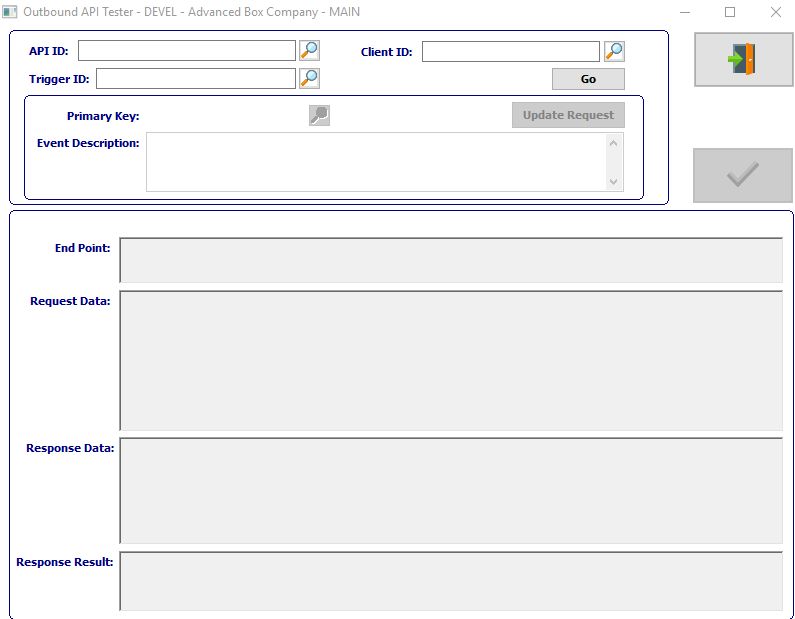 Outbound API Tester - DEVEL - Advanced Box Company - MAIN
API ID: Client ID:
Trigger ID: Go
Primary Key: Update Request
Event Description:
End Point:
Request Data:
Response Data:
Response Result: